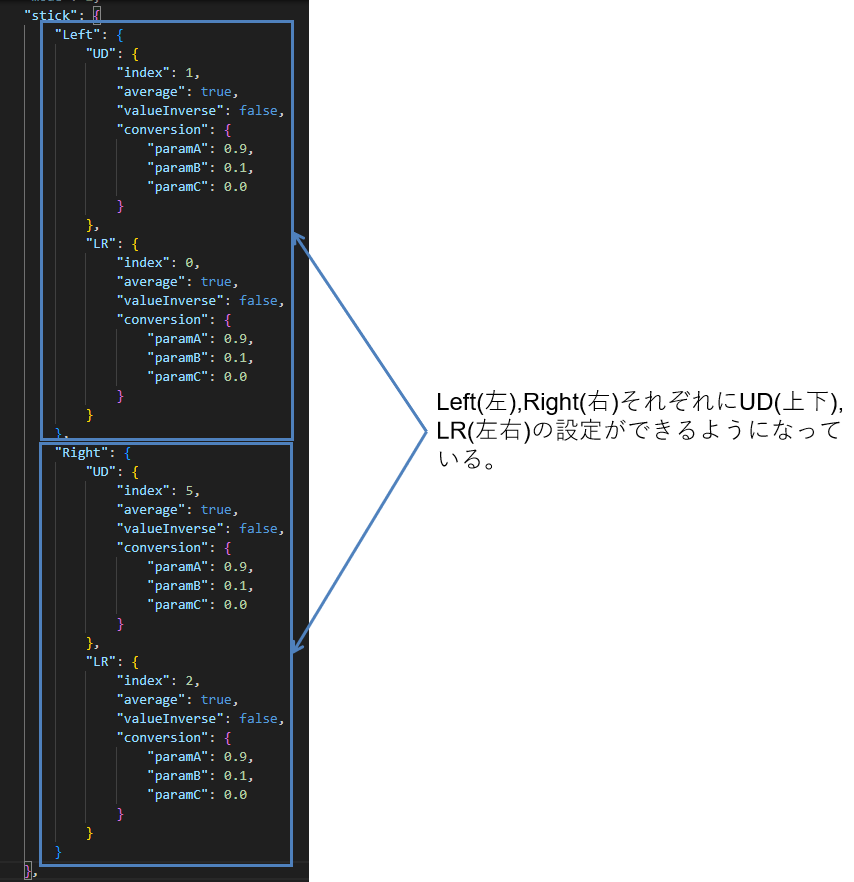 "stick": {
"Left": {
"UD": {
"index": 1,
"average": true,
"valueInverse": false,
"conversion": {
"paramA": 0.9,
"paramB": 0.1,
"paramC": 0.0
}
},
"LR": {
"index": 0,
"average": true,
"valueInverse": false,
"conversion": {
"paramA": 0.9,
"paramB": 0.1,
"paramC": 0.0
}
}
},
"Right": {
"UD": {
"index": 5,
"average": true,
"valueInverse": false,
"conversion": {
"paramA": 0.9,
"paramB": 0.1,
"paramC": 0.0
}
},
"LR": {
"index": 2,
"average": true,
"valueInverse": false,
"conversion": {
"paramA": 0.9,
"paramB": 0.1,
"paramC": 0.0
}
}
}
},
Left(左),Right(右)それぞれにUD(上下),
LR(左右)の設定ができるようになって
いる。